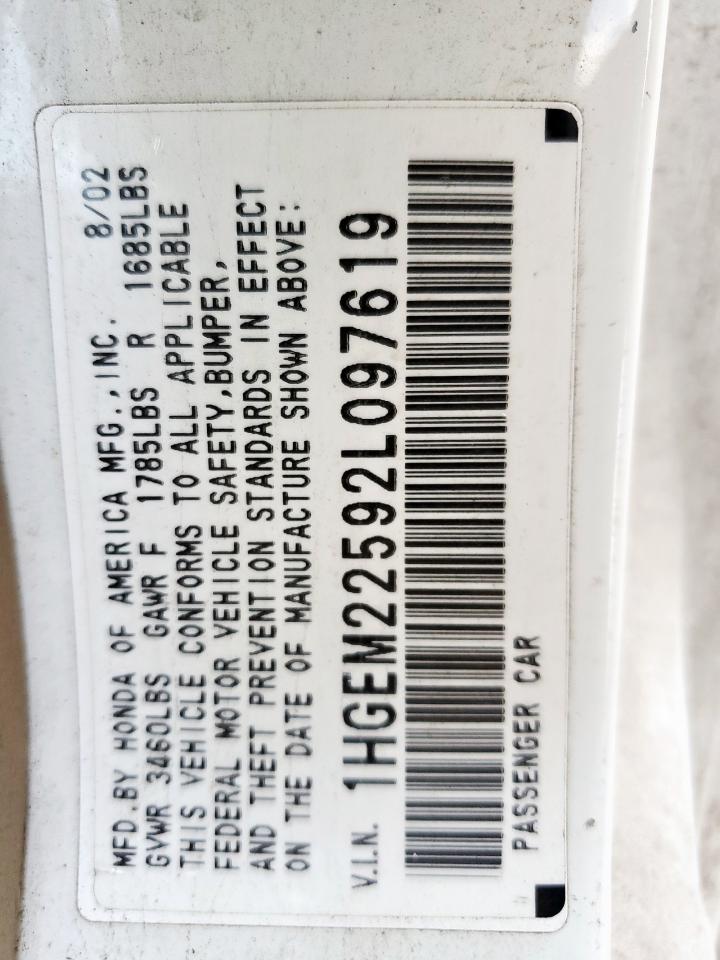 MFD.BY HONDA OF AMERICA MFG.,INC. 8/02
GVWR 3460LBS GAWR F 1785LBS R 1685LBS
THIS VEHICLE CONFORMS TO ALL APPLICABLE
FEDERAL MOTOR VEHICLE SAFETY,BUMPER,
AND THEFT PREVENTION STANDARDS IN EFFECT
ON THE DATE OF MANUFACTURE SHOWN ABOVE:
V.I.N. 1HGEM22592L097619
PASSENGER CAR